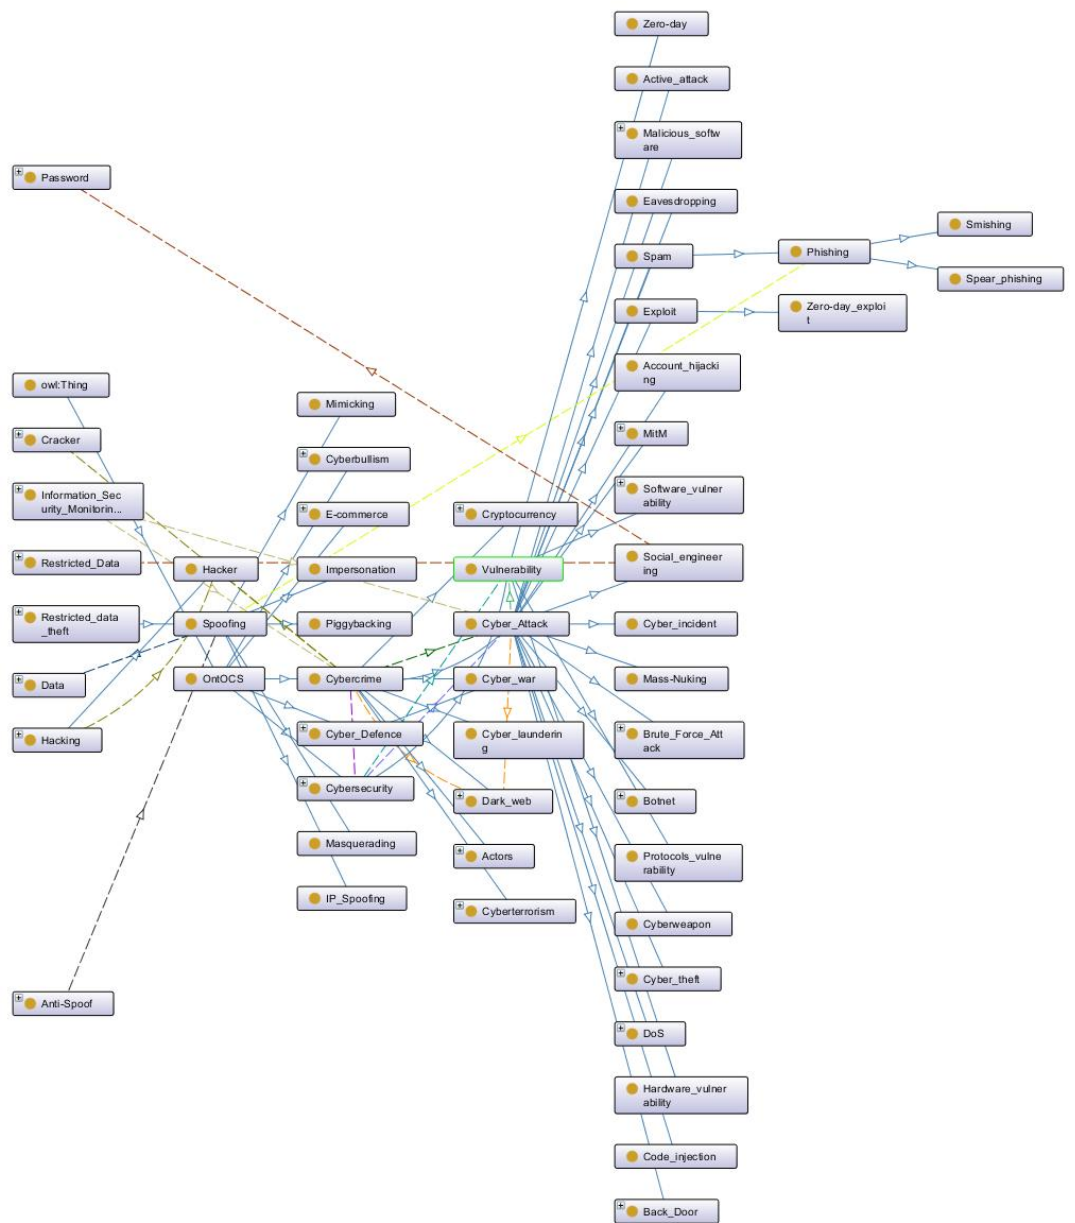 Zero-day
Active_attack
Malicious_softw
are
Password
Eavesdropping
Smishing
Spam
Phishing
Spear_phishing
Exploit
Zero-day_exploi
t
Account_hijacki
ng
owl:Thing
Mimicking
Cracker
MitM
Cyberbullism
Information_Sec
urity_Monitorin...
Software_vulner
ability
E-commerce
Cryptocurrency
Restricted_Data
Hacker
Impersonation
Vulnerability
Social_engineer
ing
Restricted_data
_theft
Spoofing
Piggybacking
Cyber_Attack
Cyber_incident
Data
OntOCS
Cybercrime
Cyber_war
Mass-Nuking
Hacking
Cyber_Defence
Cyber_launderin
g
Brute_Force_Att
ack
Cybersecurity
Dark_web
Botnet
Masquerading
Actors
Protocols_vulne
rability
IP_Spoofing
Cyberterrorism
Cyberweapon
Cyber_theft
Anti-Spoof
DoS
Hardware_vulner
ability
Code_injection
Back_Door